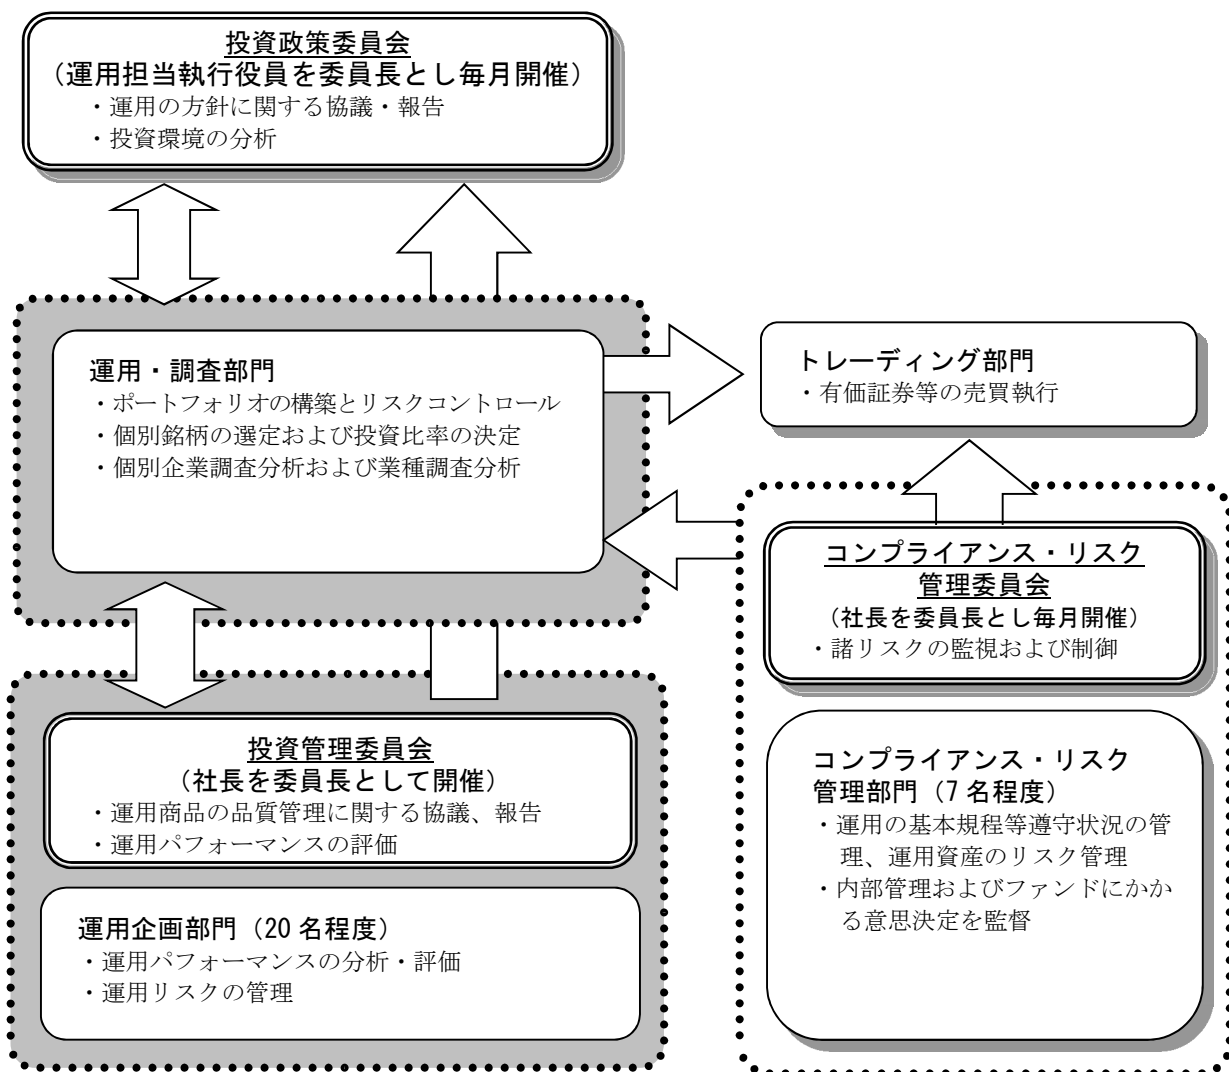 投資政策委員会
（運用担当執行役員を委員長とし毎月開催）
・運用の方針に関する協議・報告
・投資環境の分析
運用・調査部門
・ポートフォリオの構築とリスクコントロール
・個別銘柄の選定および投資比率の決定
・個別企業調査分析および業種調査分析
トレーディング部門
・有価証券等の売買執行
コンプライアンス・リスク
管理委員会
（社長を委員長とし毎月開催）
・諸リスクの監視および制御
投資管理委員会
（社長を委員長として開催）
・運用商品の品質管理に関する協議、報告
・運用パフォーマンスの評価
運用企画部門（20 名程度）
・運用パフォーマンスの分析・評価
・運用リスクの管理
コンプライアンス・リスク
管理部門（7 名程度）
・運用の基本規程等遵守状況の管
理、運用資産のリスク管理
・内部管理およびファンドにかか
る意思決定を監督